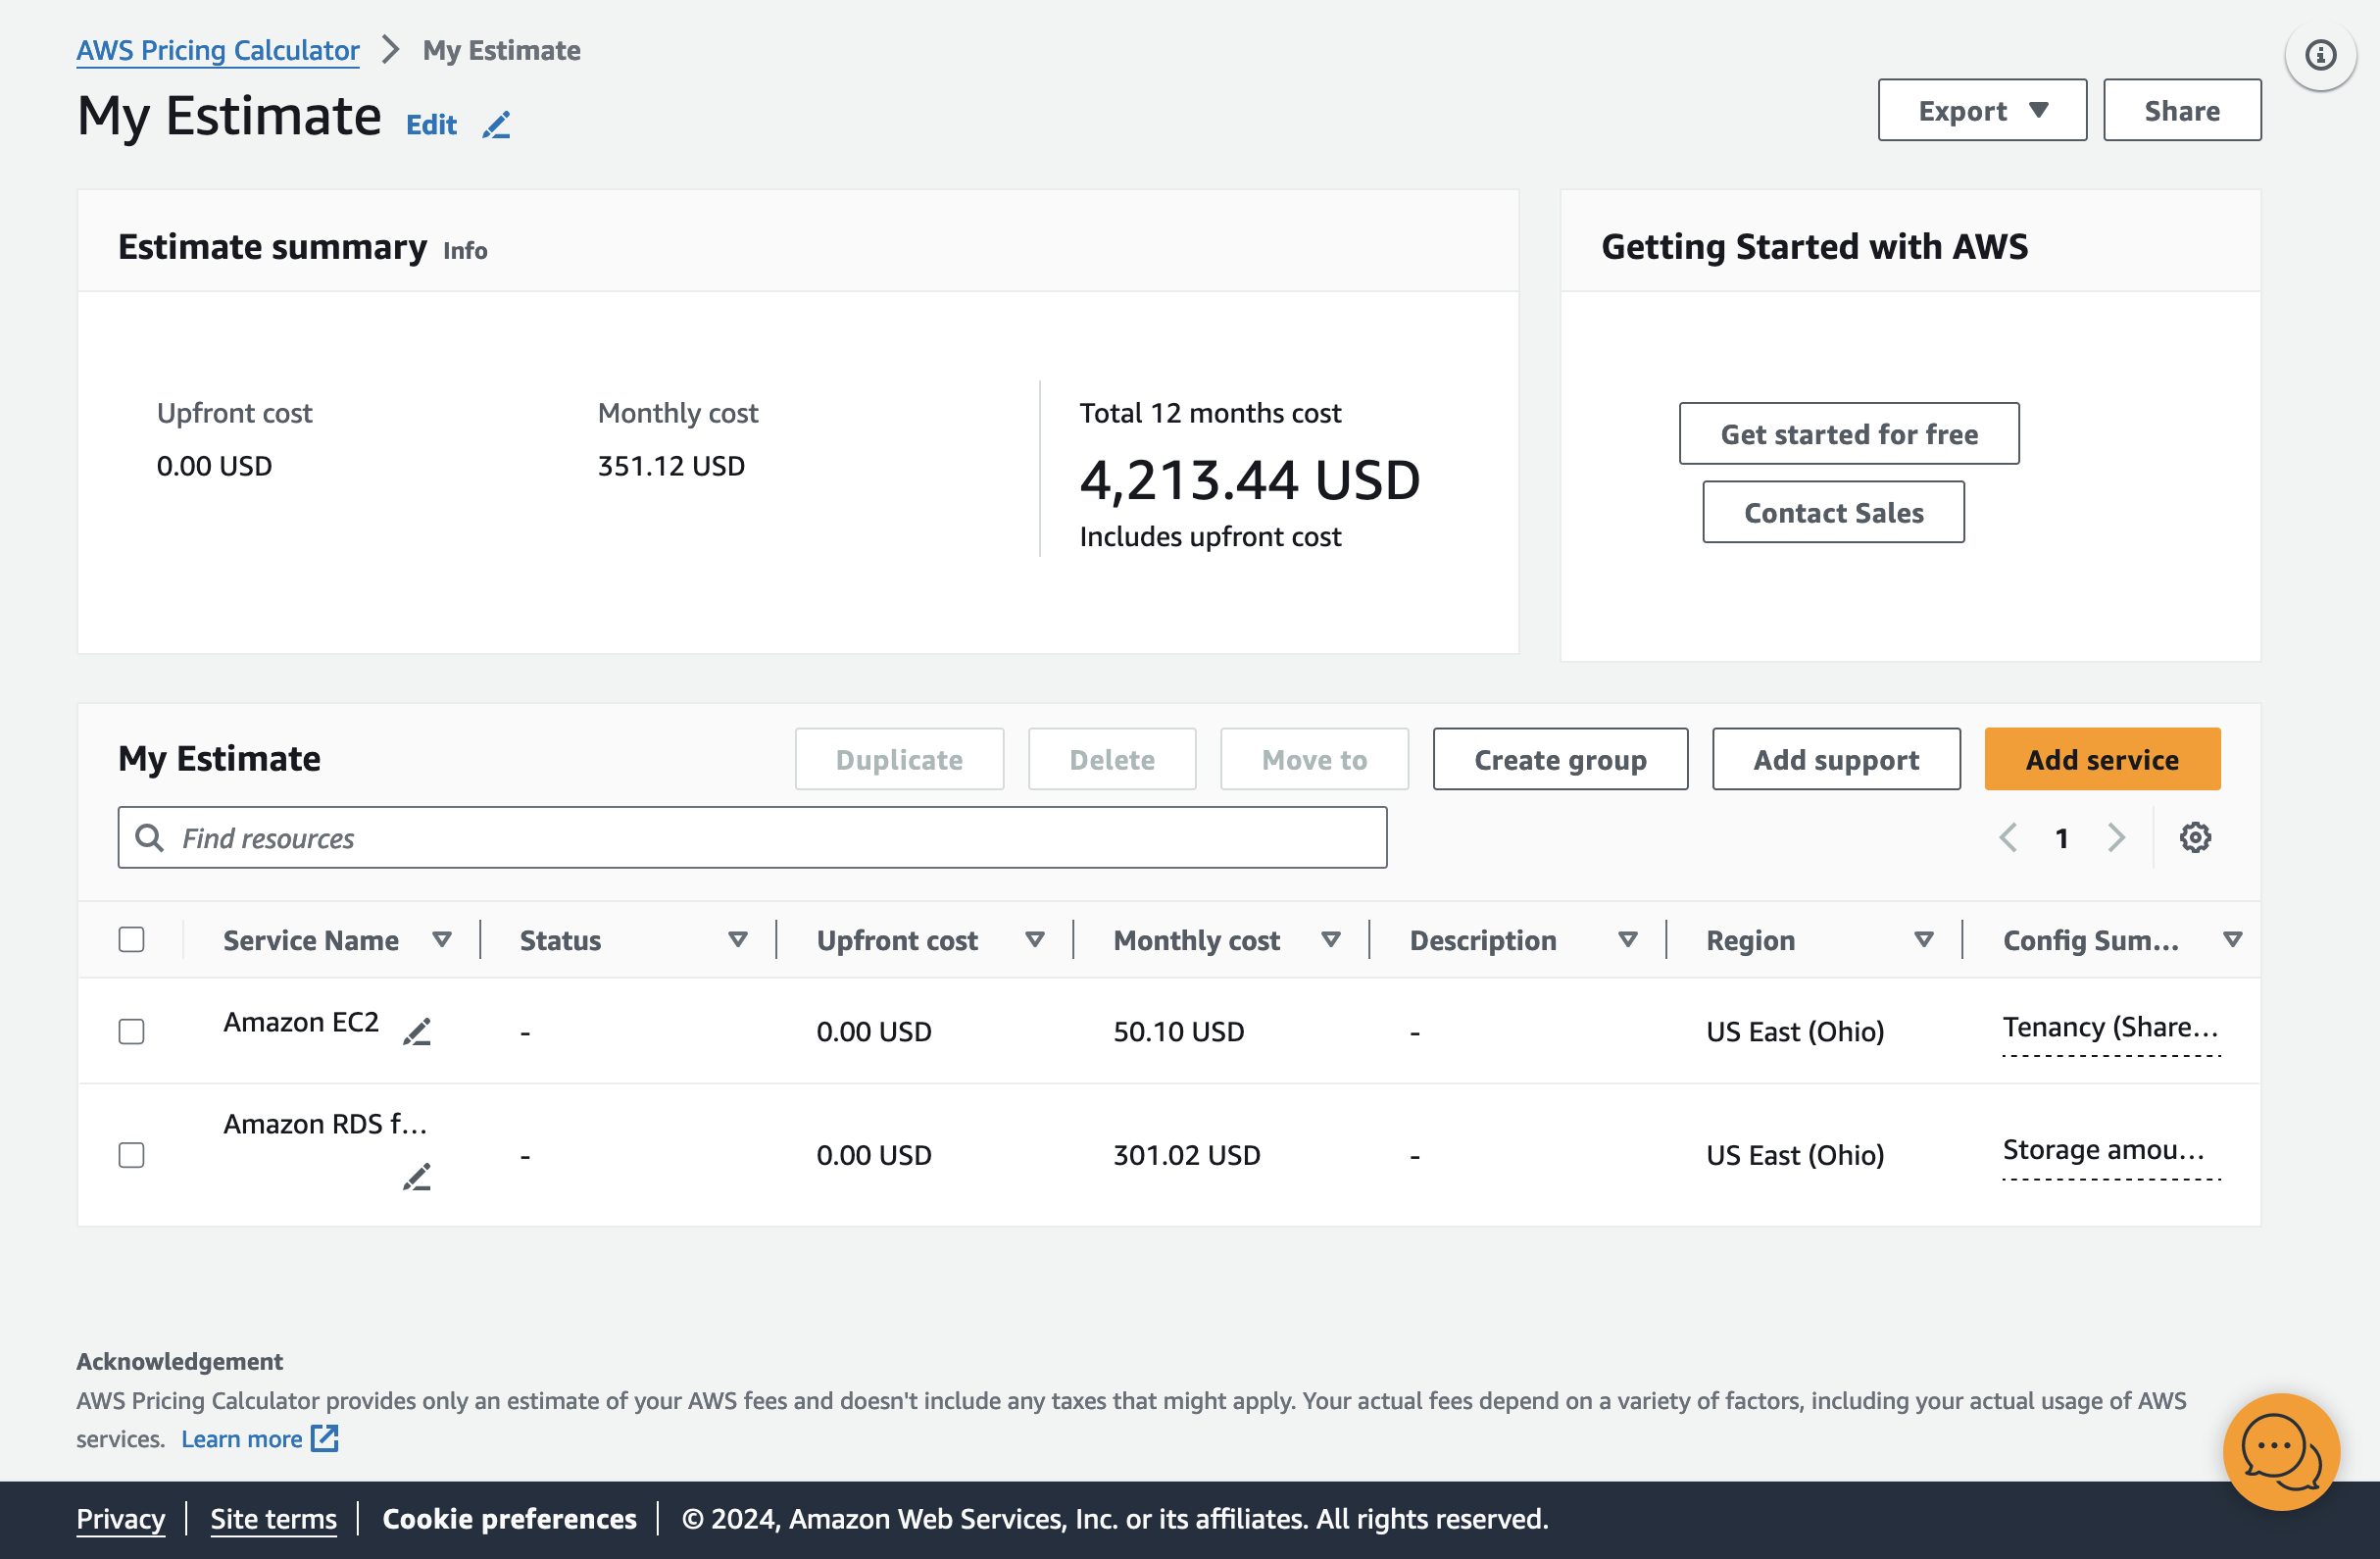 AWS Pricing Calculator > My Estimate
My Estimate Edit
Export Share
Estimate summary Info
Getting Started with AWS
Upfront cost
0.00 USD
Monthly cost
351.12 USD
Total 12 months cost
4,213.44 USD
Includes upfront cost
Get started for free
Contact Sales
My Estimate
Duplicate Delete Move to Create group Add support Add service
Find resources
1
Service Name Status Upfront cost Monthly cost Description Region Config Sum...
Amazon EC2 - 0.00 USD 50.10 USD - US East (Ohio) Tenancy (Share...
Amazon RDS f... - 0.00 USD 301.02 USD - US East (Ohio) Storage amou...
Acknowledgement
AWS Pricing Calculator provides only an estimate of your AWS fees and doesn't include any taxes that might apply. Your actual fees depend on a variety of factors, including your actual usage of AWS
services. Learn more
Privacy | Site terms | Cookie preferences | © 2024, Amazon Web Services, Inc. or its affiliates. All rights reserved.